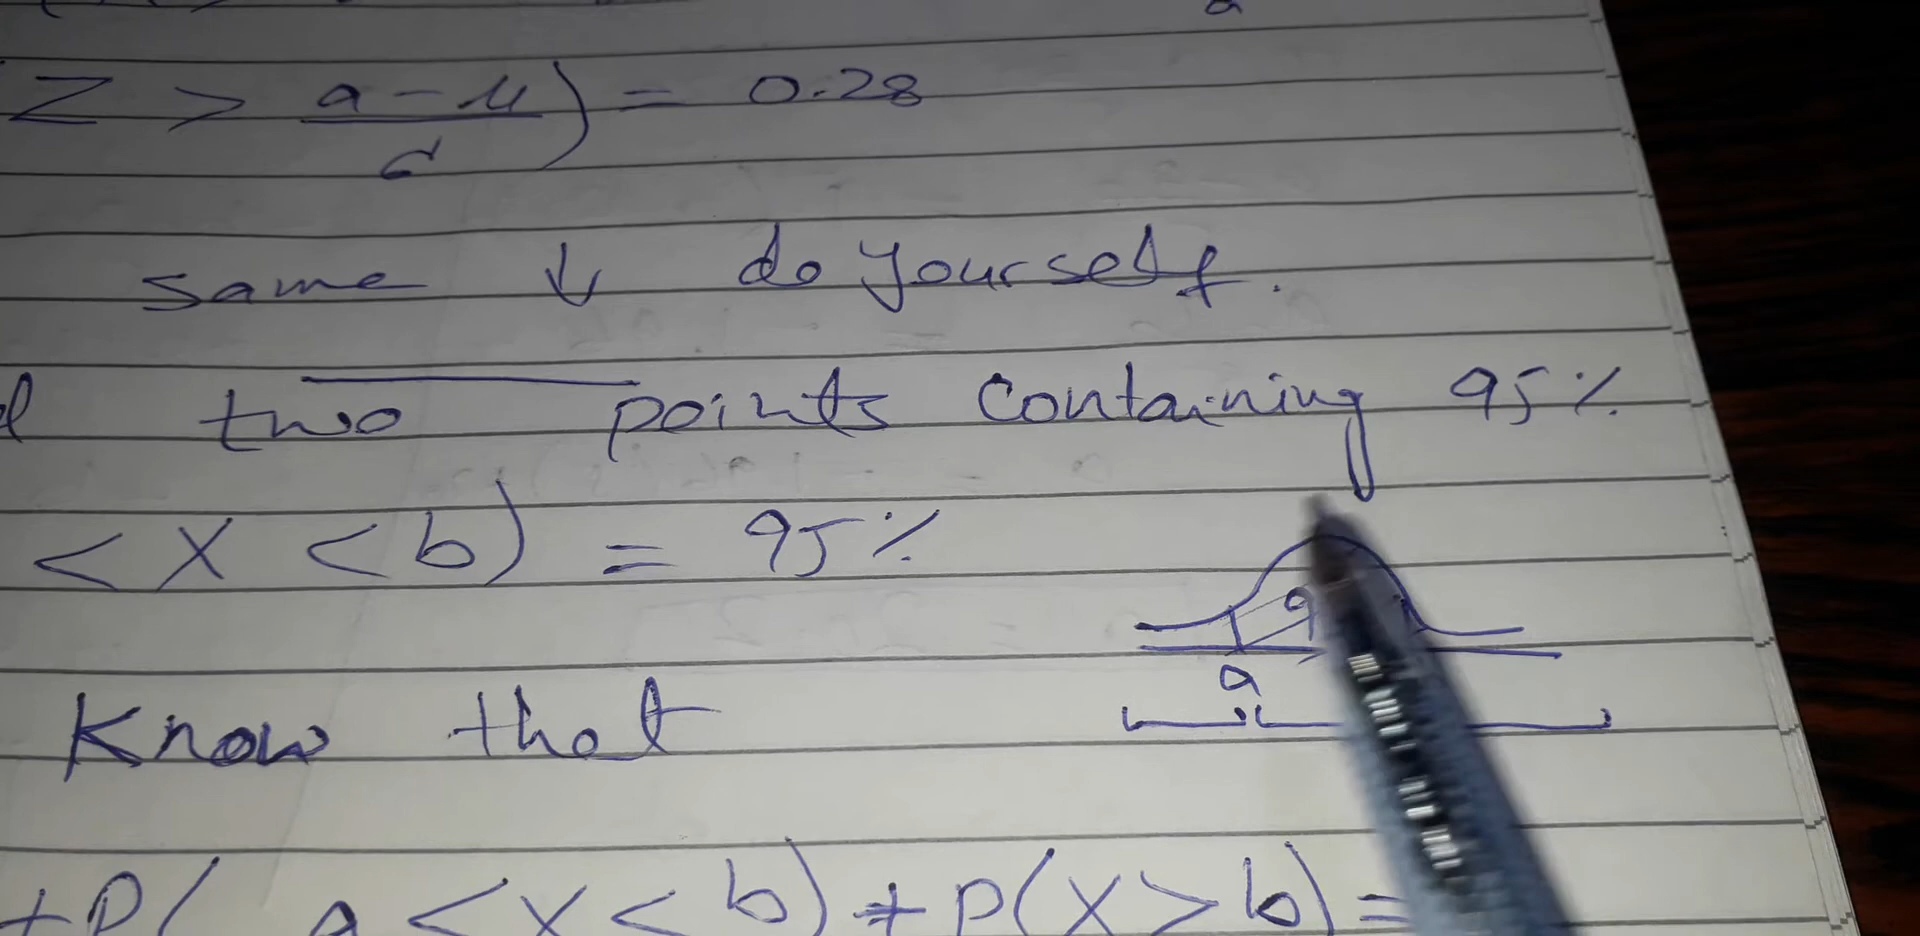 a
Z > a - μ / σ ) = 0.28
same ↓ do yourself.
two points containing 95%
< X < b) = 95%
a
Know that
+ P( a < X < b) + P(X > b) =